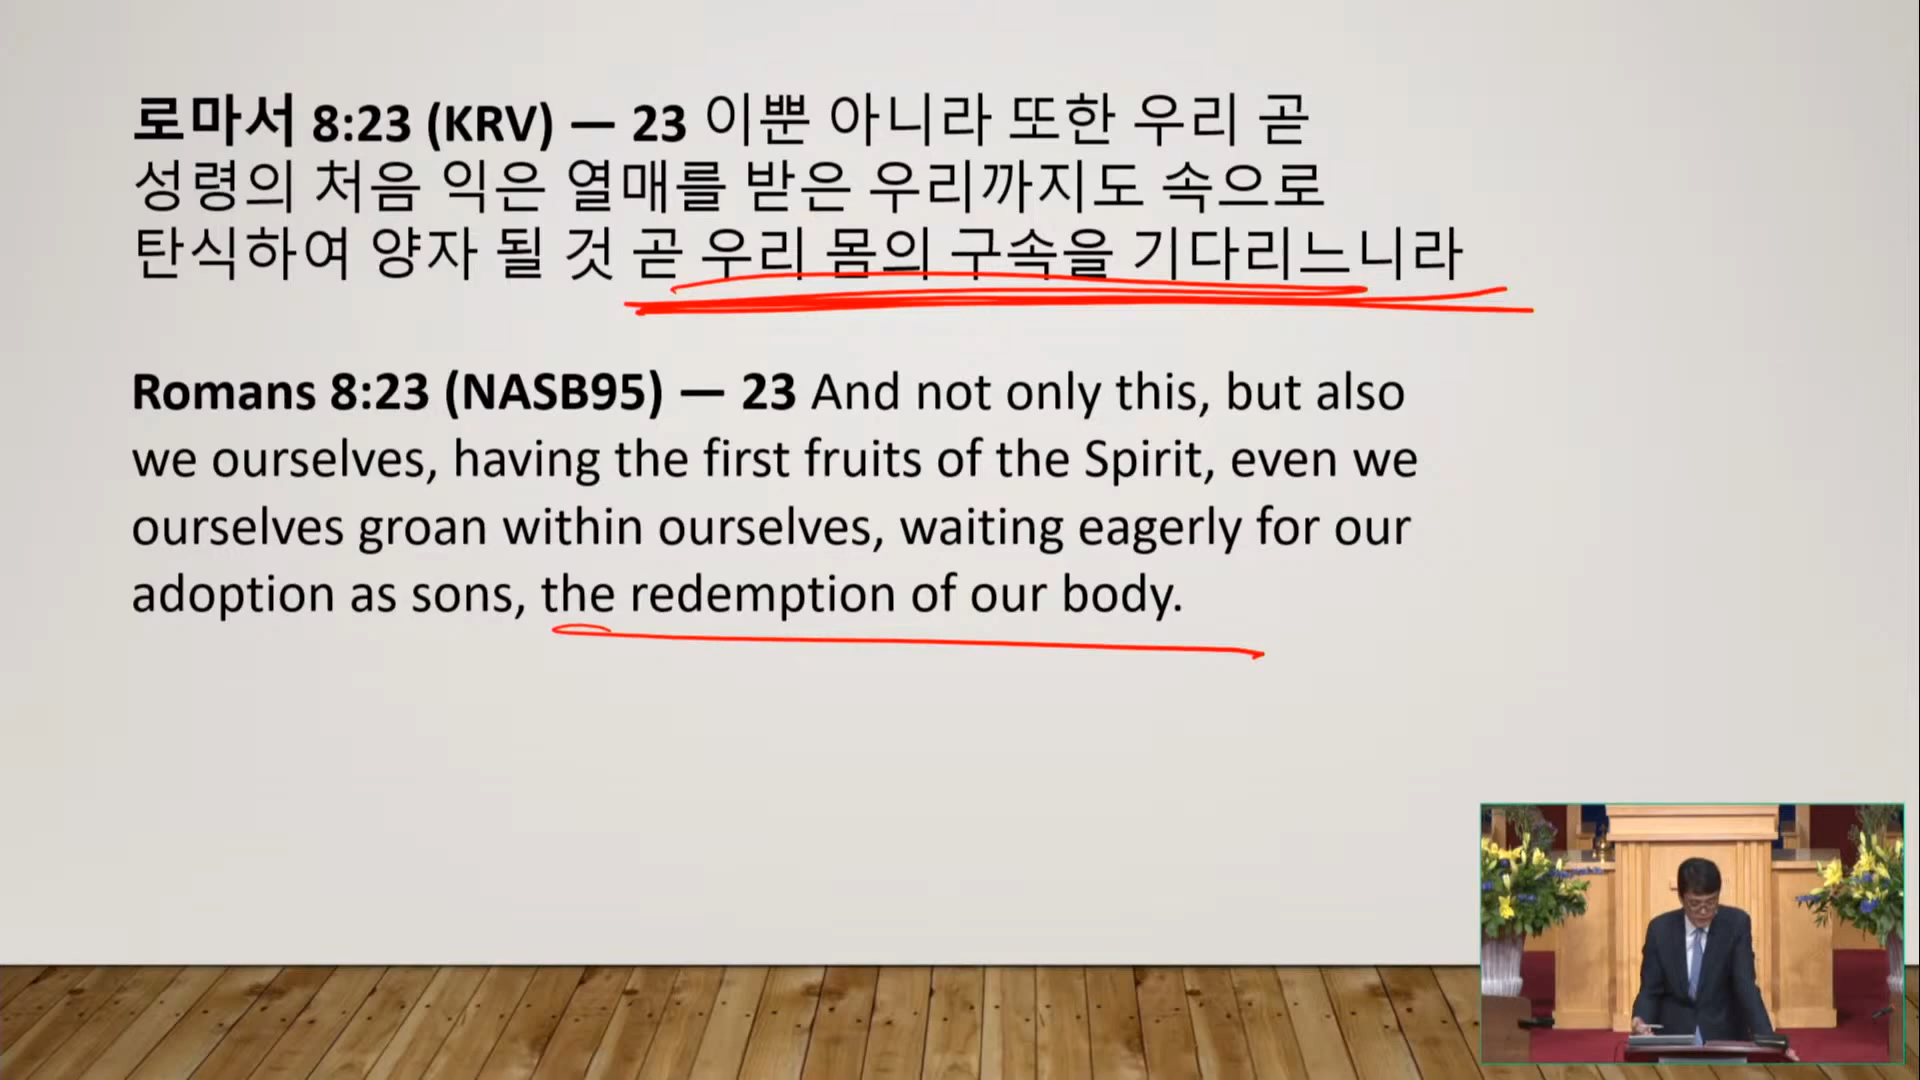 로마서 8:23 (KRV) — 23 이뿐 아니라 또한 우리 곧
성령의 처음 익은 열매를 받은 우리까지도 속으로
탄식하여 양자 될 것 곧 우리 몸의 구속을 기다리느니라
Romans 8:23 (NASB95) — 23 And not only this, but also
we ourselves, having the first fruits of the Spirit, even we
ourselves groan within ourselves, waiting eagerly for our
adoption as sons, the redemption of our body.